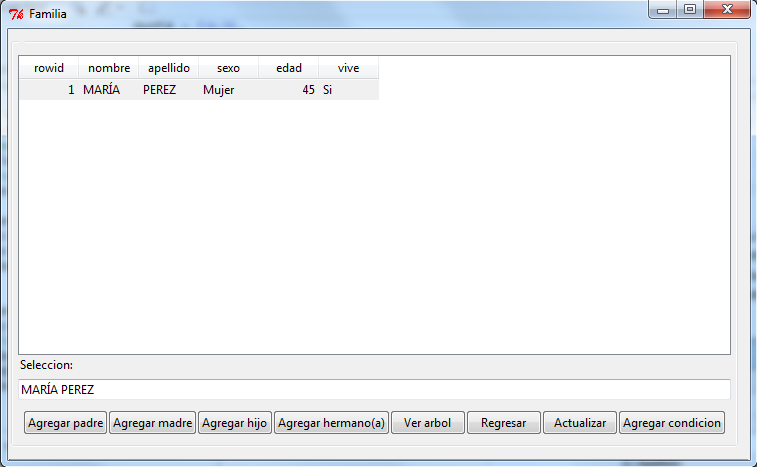 Familia
rowid nombre apellido sexo edad vive
1 MARÍA PEREZ Mujer 45 Si
Seleccion:
MARÍA PEREZ
Agregar padre Agregar madre Agregar hijo Agregar hermano(a) Ver arbol Regresar Actualizar Agregar condicion